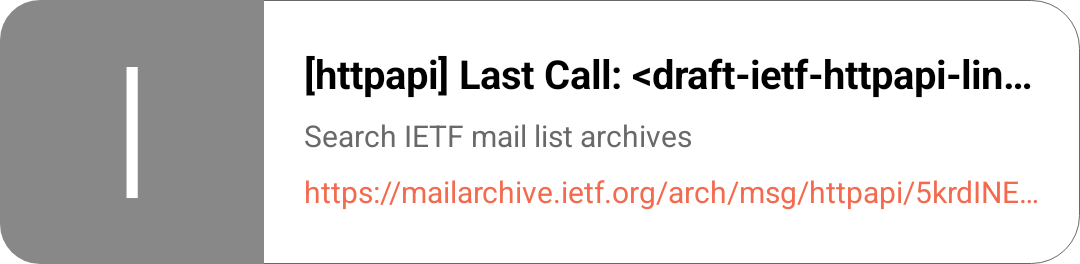 I
[httpapi] Last Call: <draft-ietf-httpapi-lin...
Search IETF mail list archives
https://mailarchive.ietf.org/arch/msg/httpapi/5krdINE...